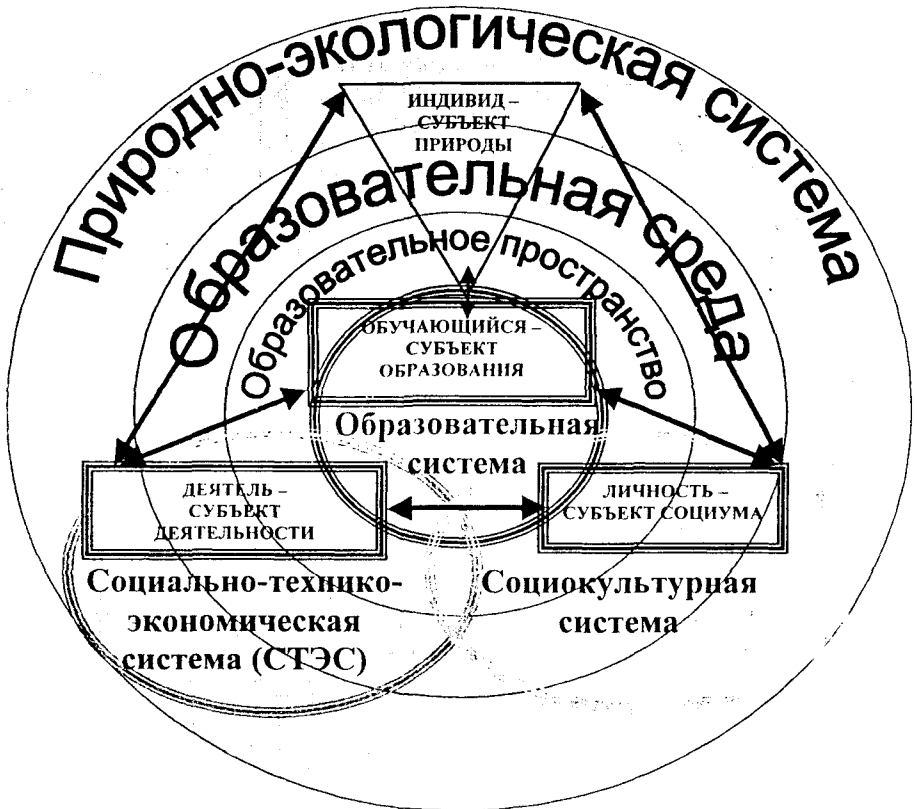 Природно-экологическая система
ИНДИВИД –
СУБЪЕКТ
ПРИРОДЫ
Образовательная среда
Образовательное пространство
ОБУЧАЮЩИЙСЯ –
СУБЪЕКТ
ОБРАЗОВАНИЯ
Образовательная
система
ДЕЯТЕЛЬ –
СУБЪЕКТ
ДЕЯТЕЛЬНОСТИ
ЛИЧНОСТЬ –
СУБЪЕКТ СОЦИУМА
Социально-технико-
экономическая
система (СТЭС)
Социокультурная
система